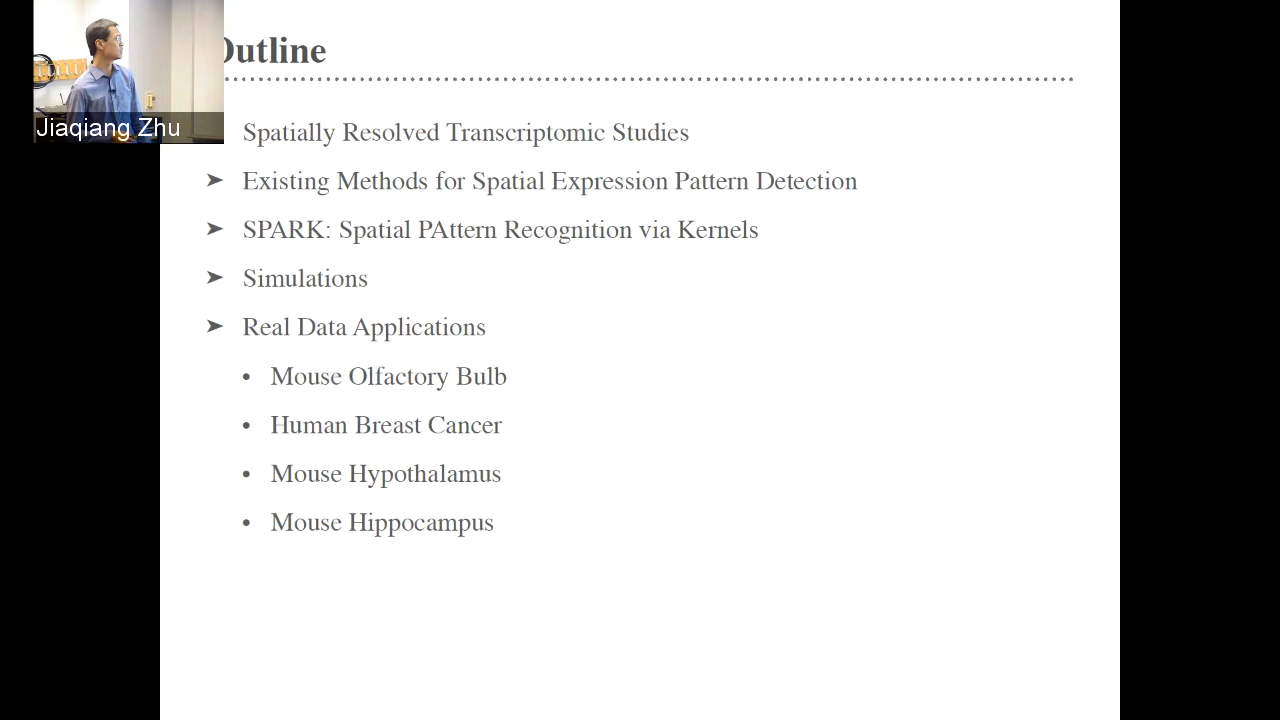 Outline
Jiaqiang Zhu
Spatially Resolved Transcriptomic Studies
➤ Existing Methods for Spatial Expression Pattern Detection
➤ SPARK: Spatial PAttern Recognition via Kernels
➤ Simulations
➤ Real Data Applications
• Mouse Olfactory Bulb
• Human Breast Cancer
• Mouse Hypothalamus
• Mouse Hippocampus